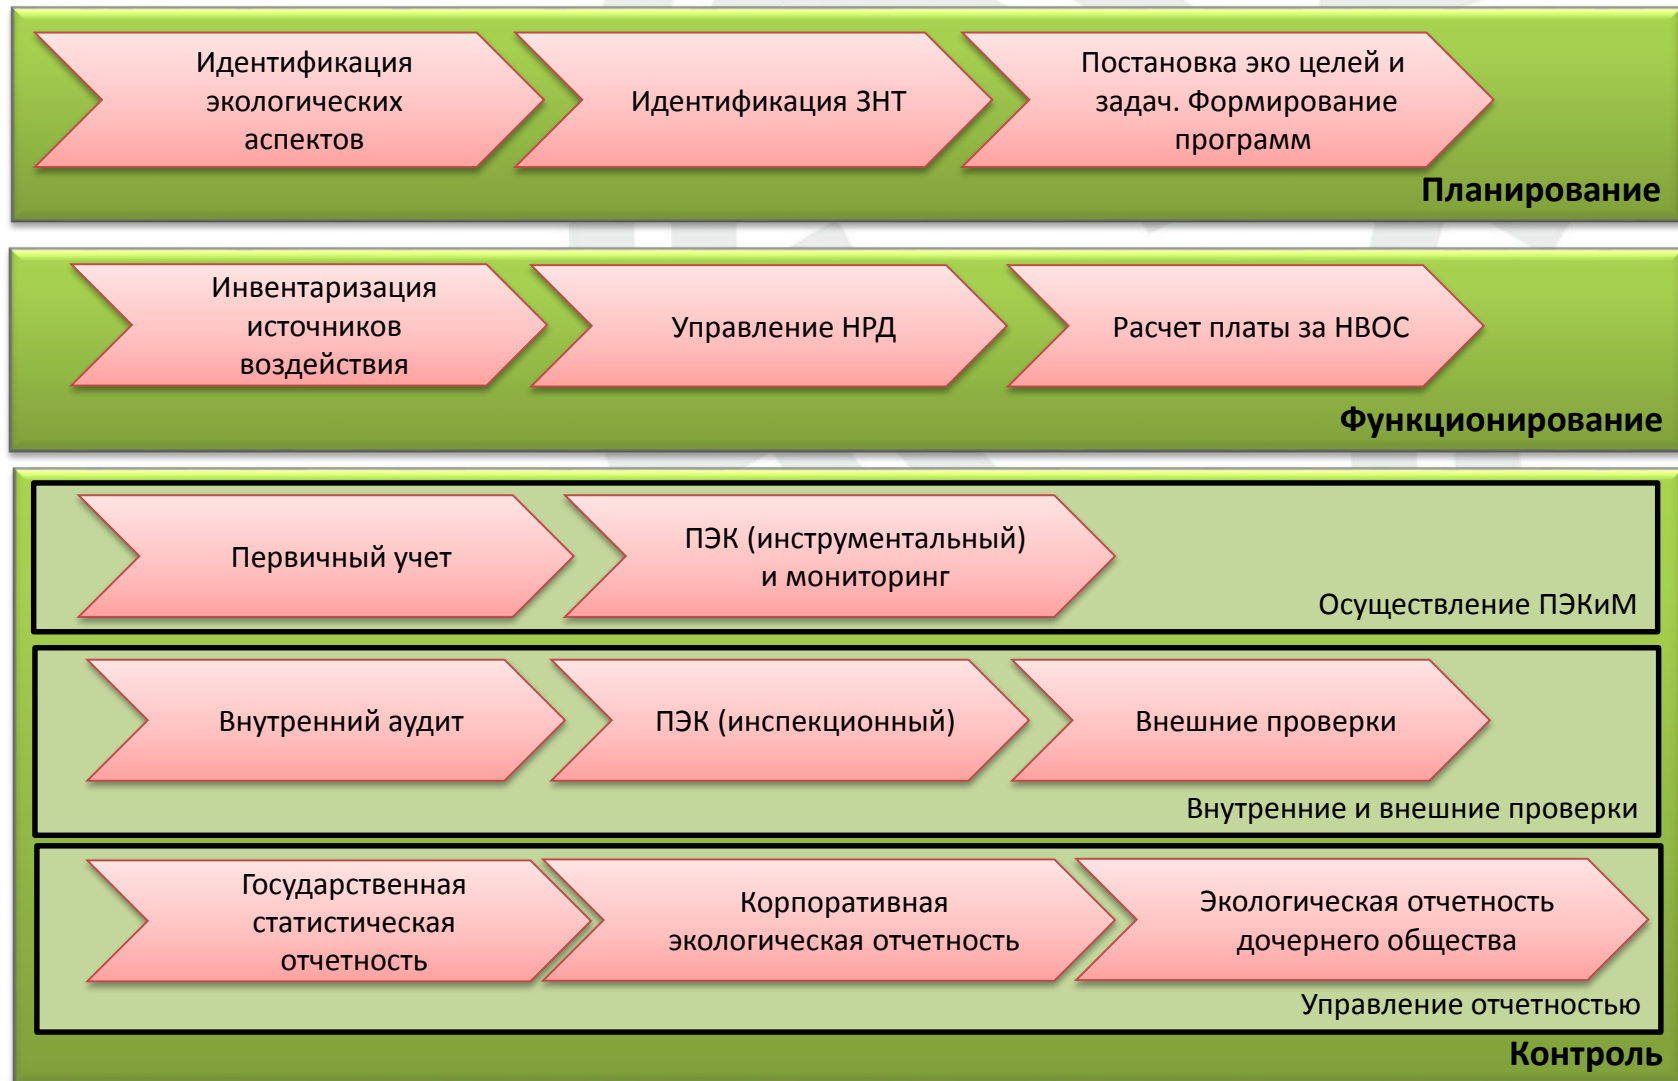 Идентификация
экологических
аспектов
Идентификация ЗНТ
Постановка эко целей и
задач. Формирование
программ
Планирование
Инвентаризация
источников
воздействия
Управление НРД
Расчет платы за НВОС
Функционирование
Первичный учет
ПЭК (инструментальный)
и мониторинг
Осуществление ПЭКиМ
Внутренний аудит
ПЭК (инспекционный)
Внешние проверки
Внутренние и внешние проверки
Государственная
статистическая
отчетность
Корпоративная
экологическая отчетность
Экологическая отчетность
дочернего общества
Управление отчетностью
Контроль